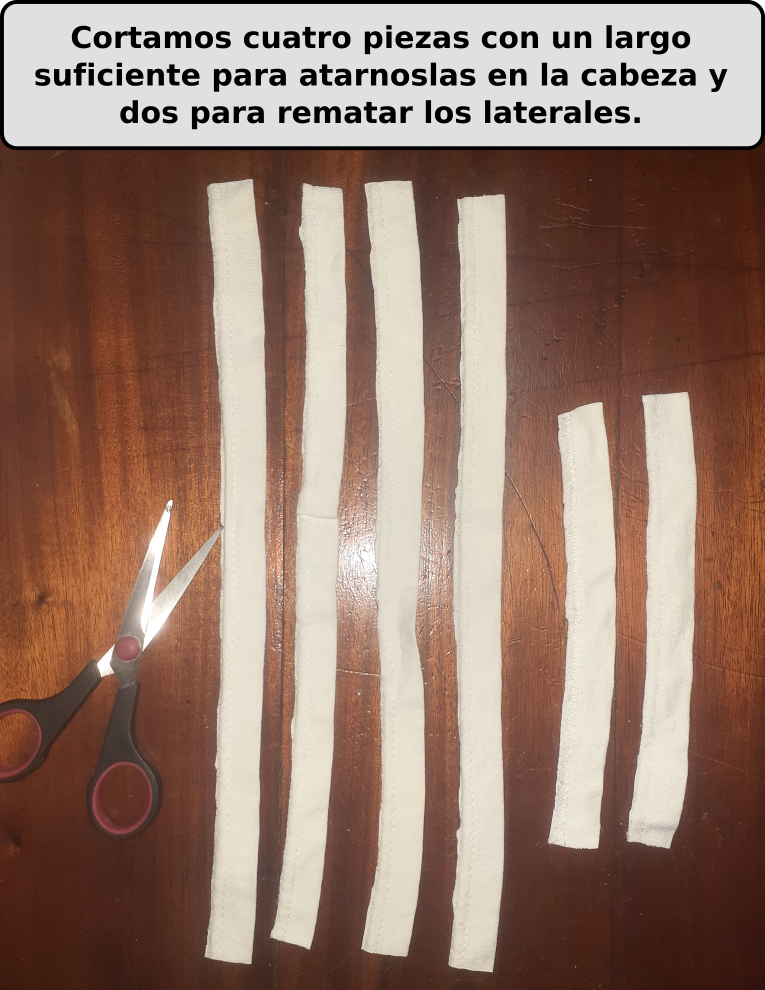 Cortamos cuatro piezas con un largo
suficiente para atarnoslas en la cabeza y
dos para rematar los laterales.